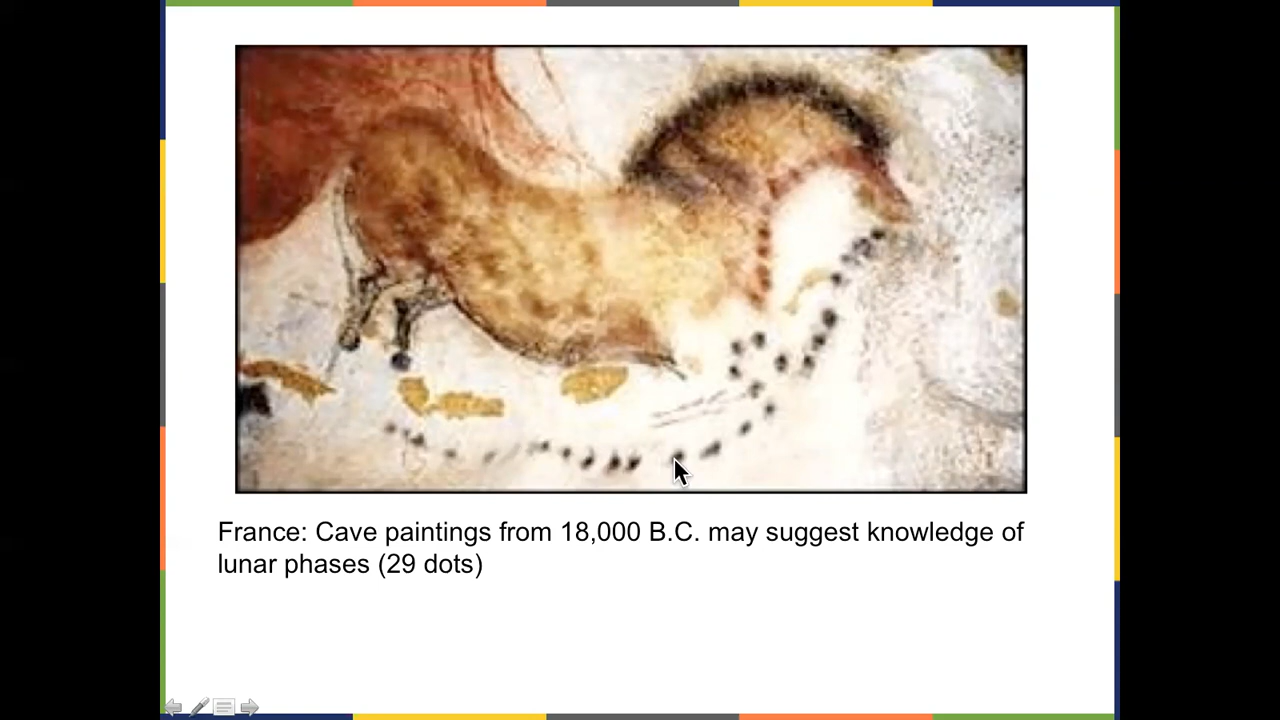 France: Cave paintings from 18,000 B.C. may suggest knowledge of
lunar phases (29 dots)